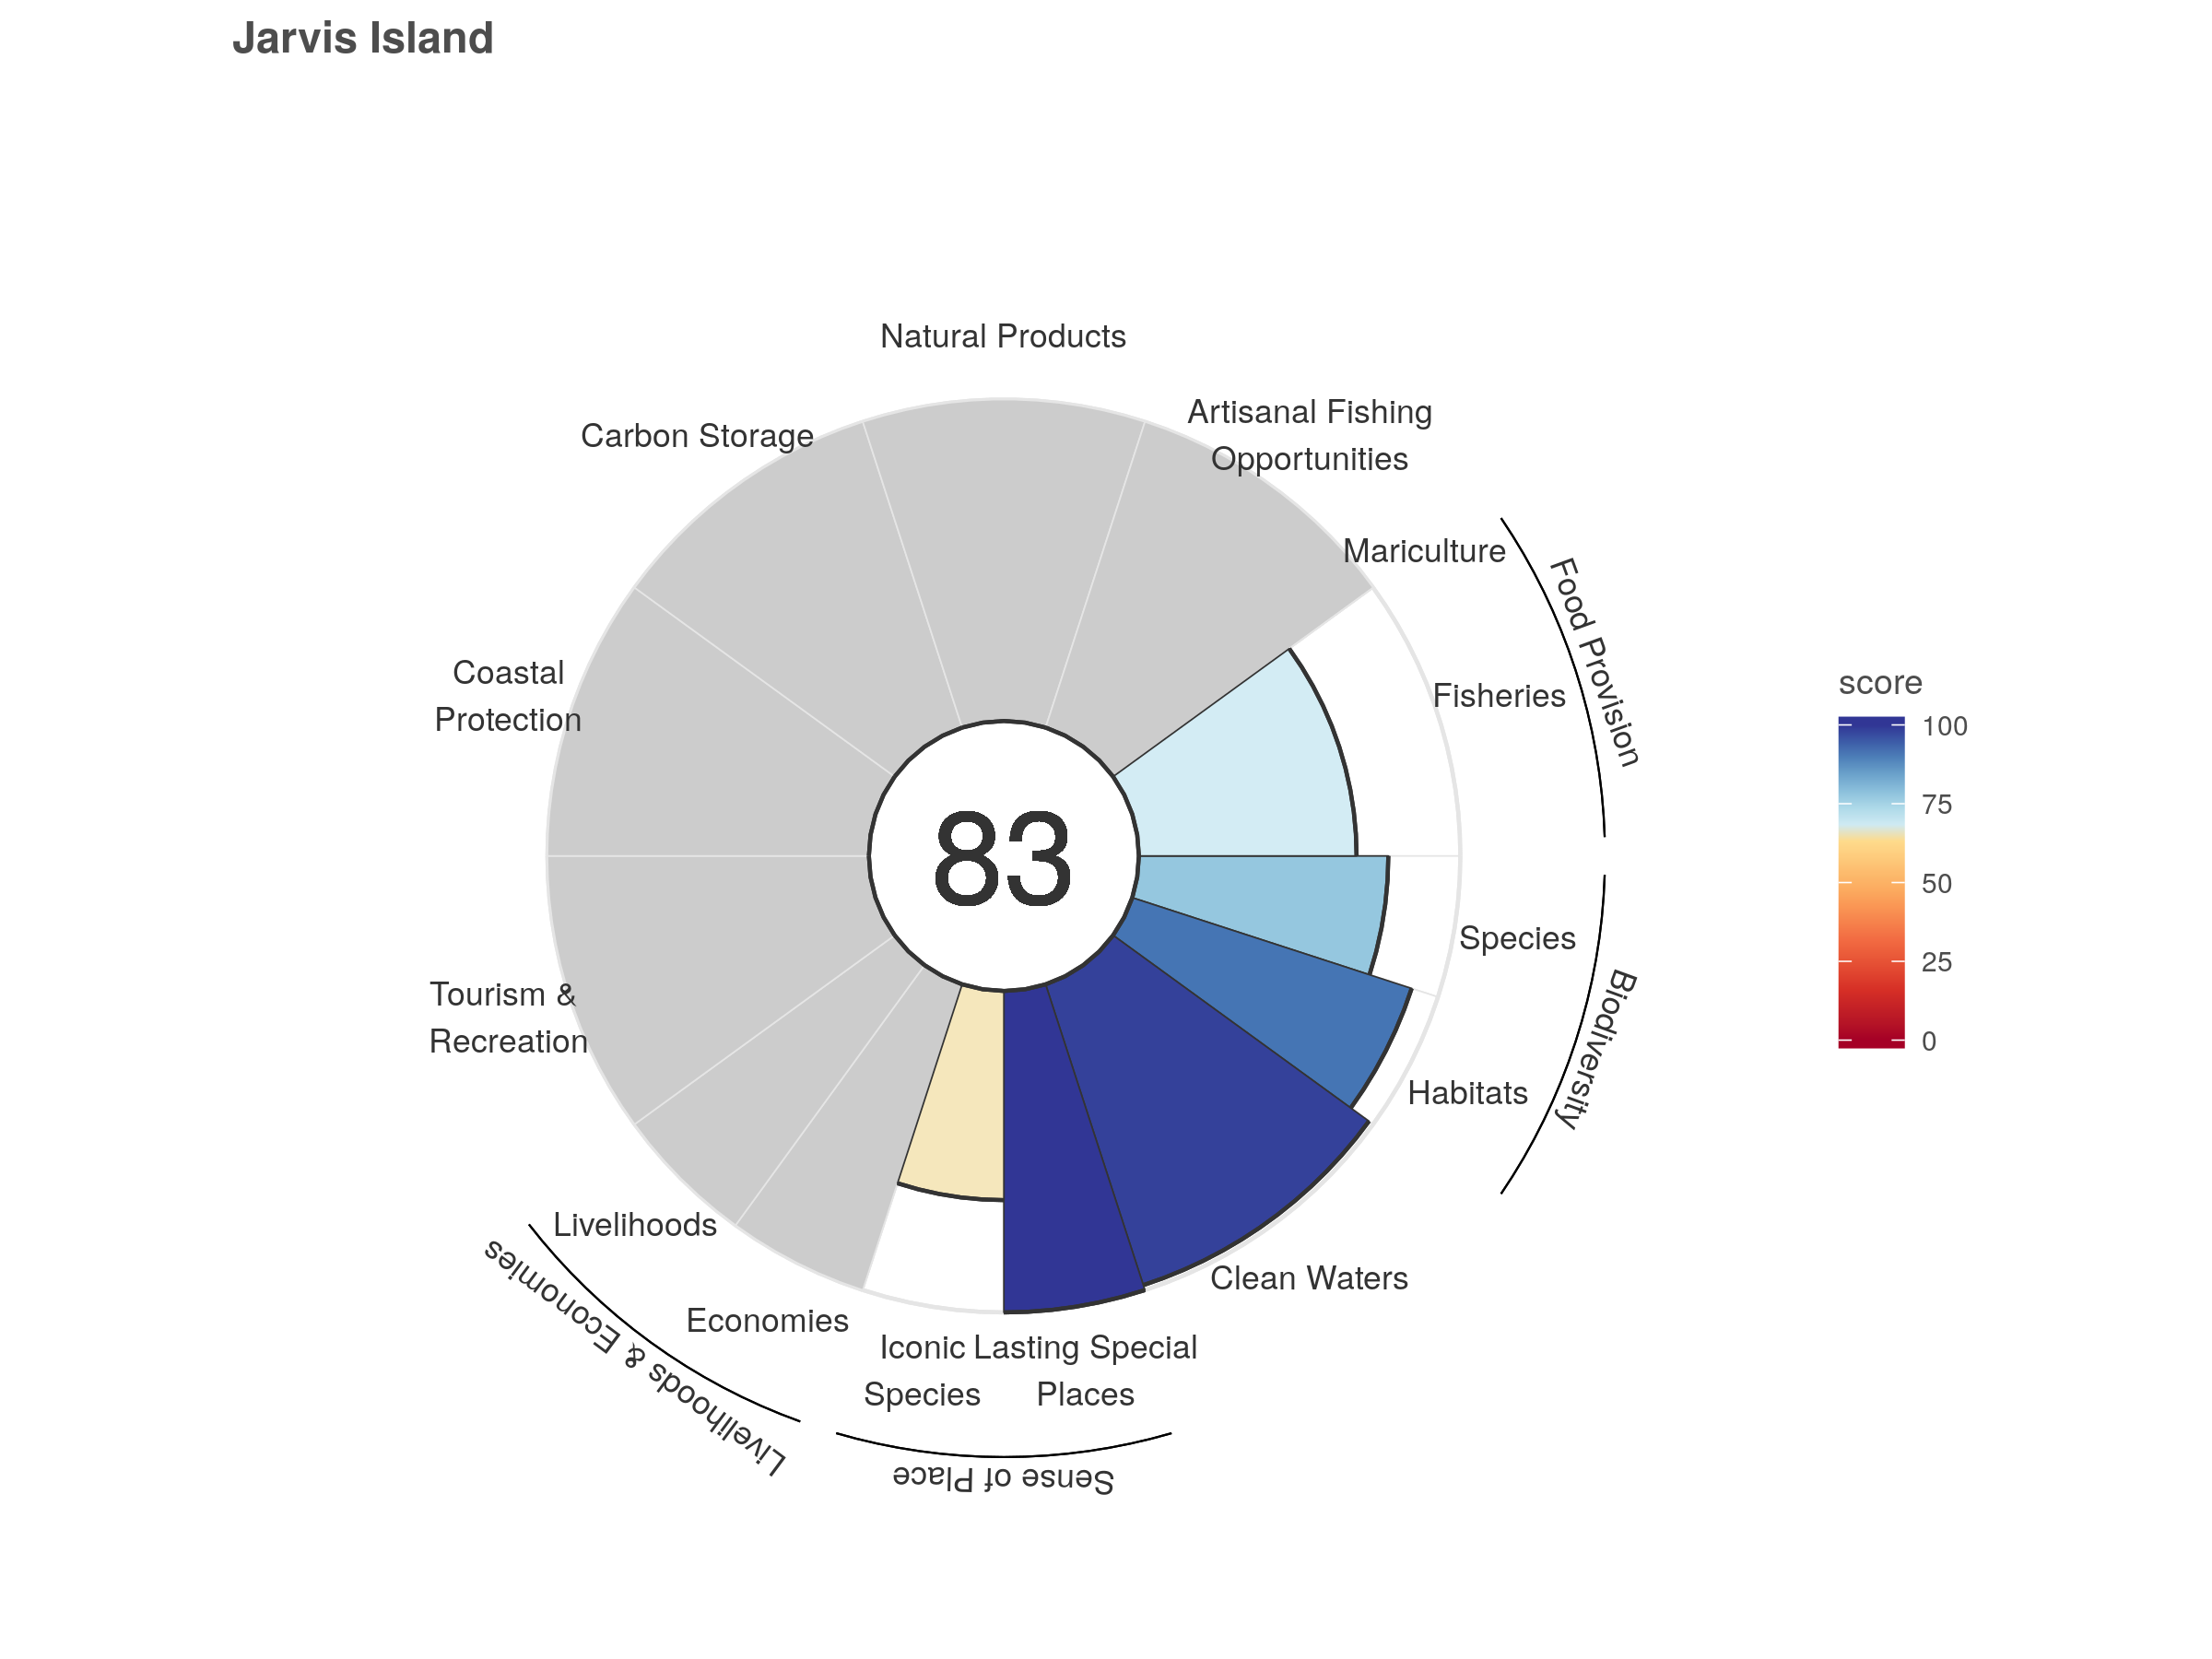 Jarvis Island
Natural Products
Artisanal Fishing
Opportunities
Carbon Storage
Mariculture
Food Provision
Fisheries
Coastal
Protection
83
score
100
75
50
25
0
Species
Biodiversity
Habitats
Tourism &
Recreation
Livelihoods
Livelihoods & Economies
Economies
Clean Waters
Iconic
Species
Lasting Special
Places
Sense of Place